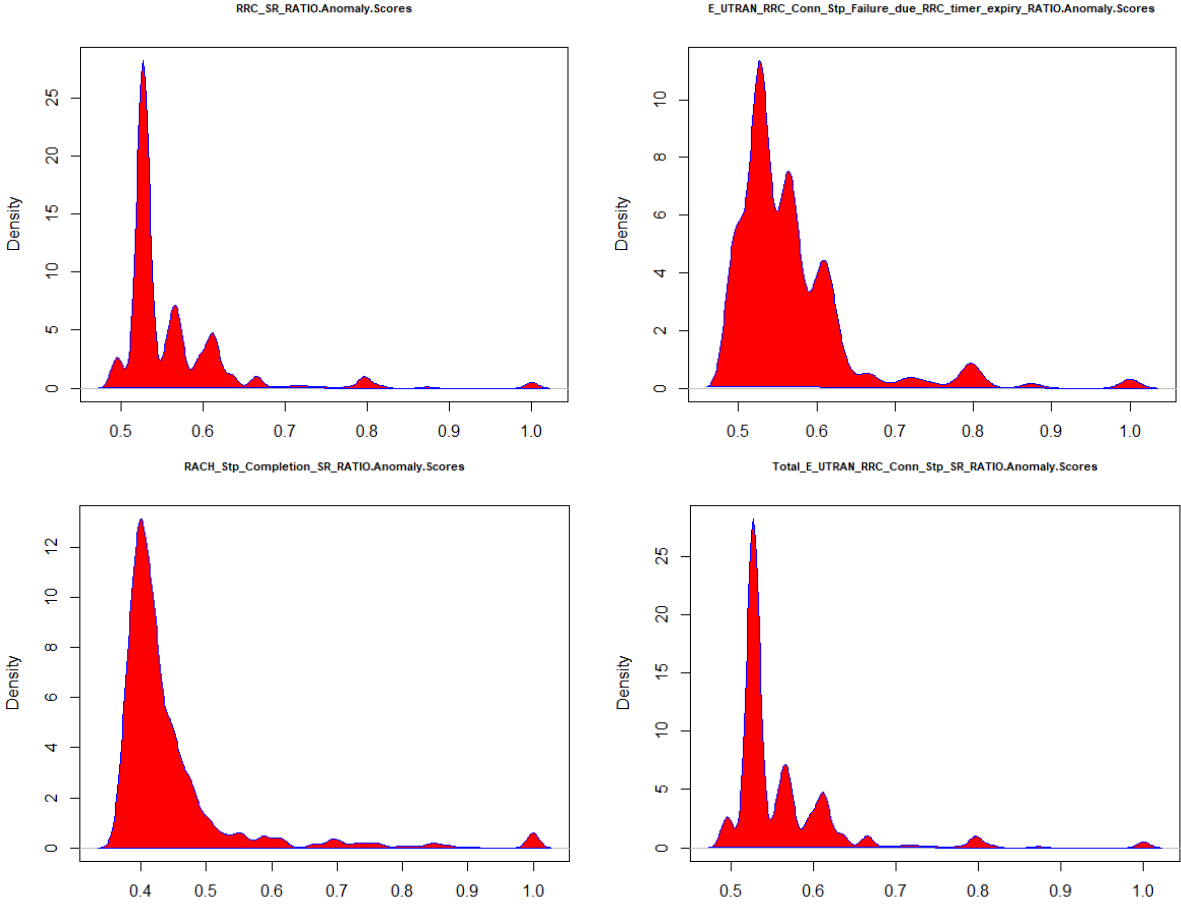 RRC_SR_RATIO.Anomaly.Scores
Density
0 5 10 15 20 25
0.5 0.6 0.7 0.8 0.9 1.0
E_UTRAN_RRC_Conn_Stp_Failure_due_RRC_timer_expiry_RATIO.Anomaly.Scores
Density
0 2 4 6 8 10
0.5 0.6 0.7 0.8 0.9 1.0
RACH_Stp_Completion_SR_RATIO.Anomaly.Scores
Density
0 2 4 6 8 10 12
0.4 0.5 0.6 0.7 0.8 0.9 1.0
Total_E_UTRAN_RRC_Conn_Stp_SR_RATIO.Anomaly.Scores
Density
0 5 10 15 20 25
0.5 0.6 0.7 0.8 0.9 1.0